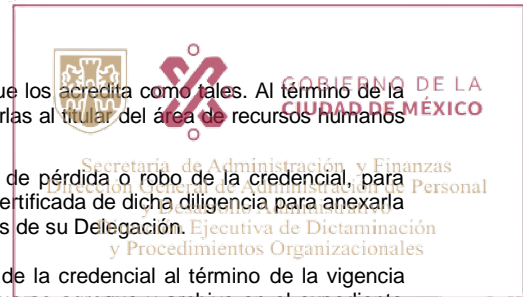 ue los acredita como tales. Al término de la
rlas al titular del área de recursos humanos
GOBIERNO DE LA
CIUDAD DE MÉXICO
de pérdida o robo de la credencial, para
ertificada de dicha diligencia para anexarla
s de su Delegación.
Secretaría de Administración y Finanzas
Dirección General de Administración de Personal
y Desarrollo Administrativo
Dirección Ejecutiva de Dictaminación
y Procedimientos Organizacionales
de la credencial al término de la vigencia